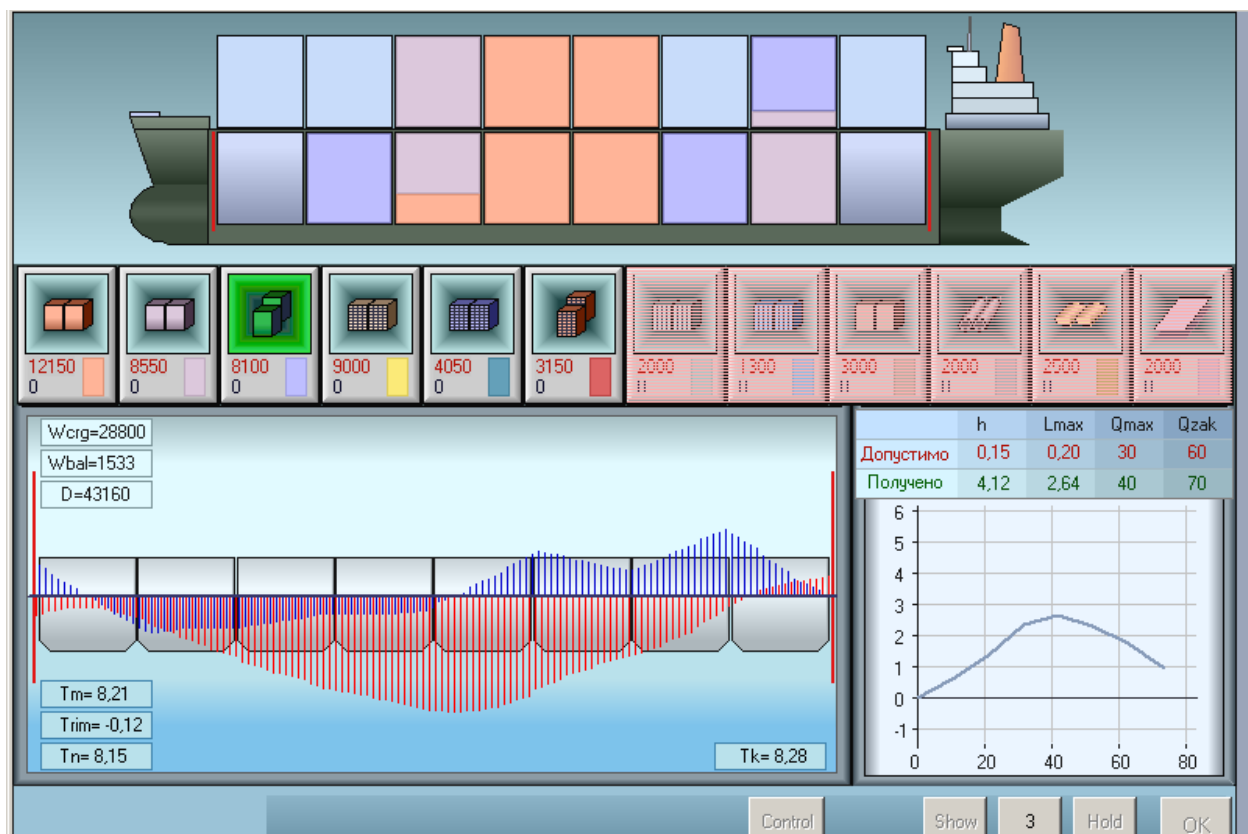 12150 8550 8100 9000 4050 3150 2000 1300 3000 2000 2500 2000
0 0 0 0 0 0
Wcrg=28800
Wbal=1533
D=43160
Tm= 8,21
Trim= -0,12
Tn= 8,15
Tk= 8,28
h Lmax Qmax Qzak
Допустимо 0,15 0,20 30 60
Получено 4,12 2,64 40 70
6
5
4
3
2
1
0
-1
0 20 40 60 80
Control Show 3 Hold OK